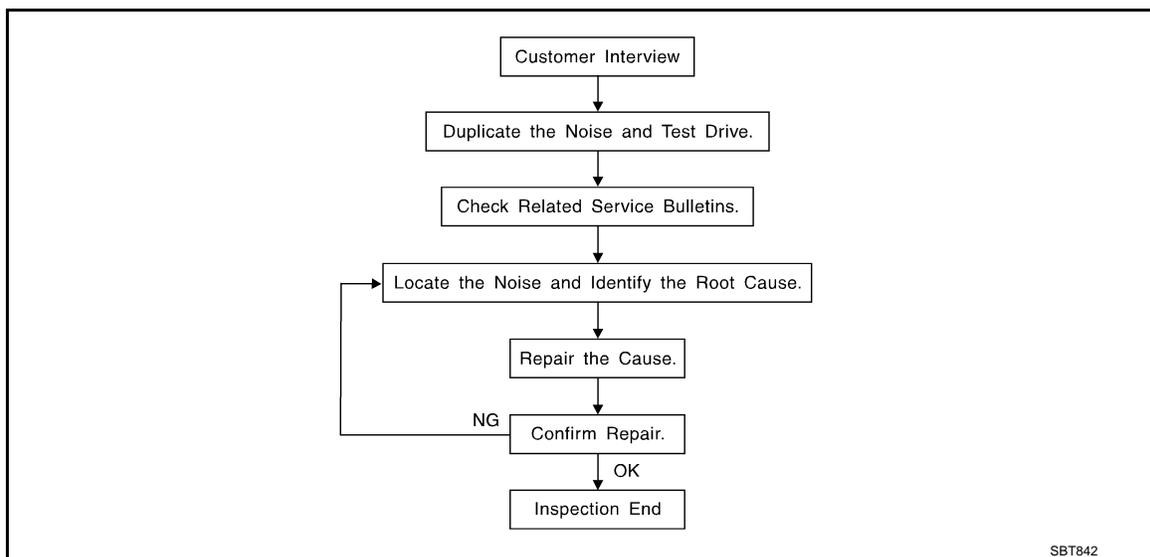 Customer Interview
Duplicate the Noise and Test Drive.
Check Related Service Bulletins.
Locate the Noise and Identify the Root Cause.
Repair the Cause.
NG
Confirm Repair.
OK
Inspection End
SBT842